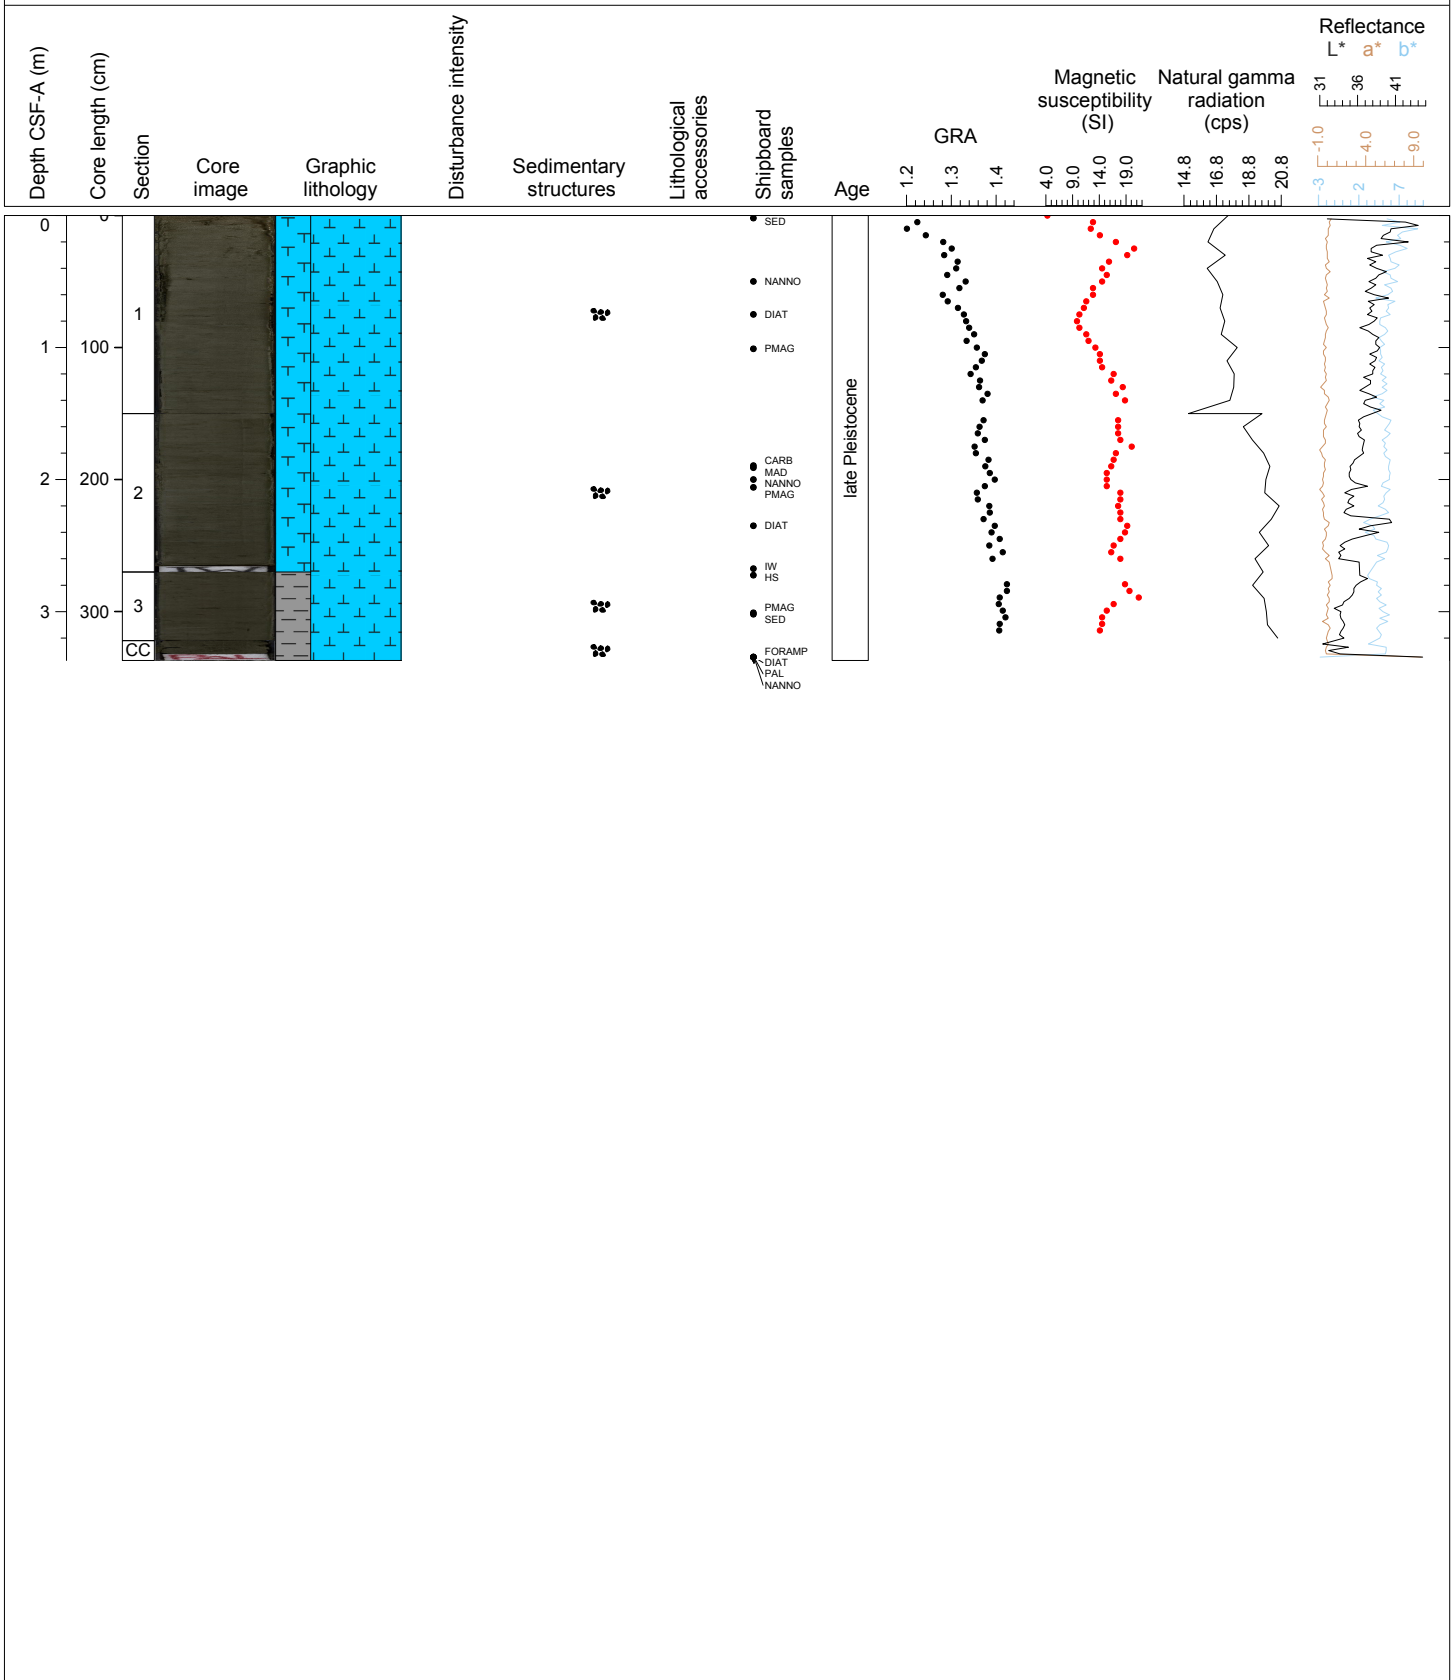 Depth CSF-A (m)
Core length (cm)
Section
Core
image
Graphic
lithology
Disturbance intensity
Sedimentary
structures
Lithological
accessories
Shipboard
samples
Age
GRA
1.2
1.3
1.4
Magnetic
susceptibility
(SI)
4.0
9.0
14.0
19.0
Natural gamma
radiation
(cps)
14.8
16.8
18.8
20.8
Reflectance
L* a* b*
31
36
41
-1.0
4.0
9.0
-3
2
7
0
1
2
3
0
100
200
300
1
2
3
CC
SED
NANNO
DIAT
PMAG
CARB
MAD
NANNO
PMAG
DIAT
IW
HS
PMAG
SED
FORAMP
DIAT
PAL
NANNO
late Pleistocene